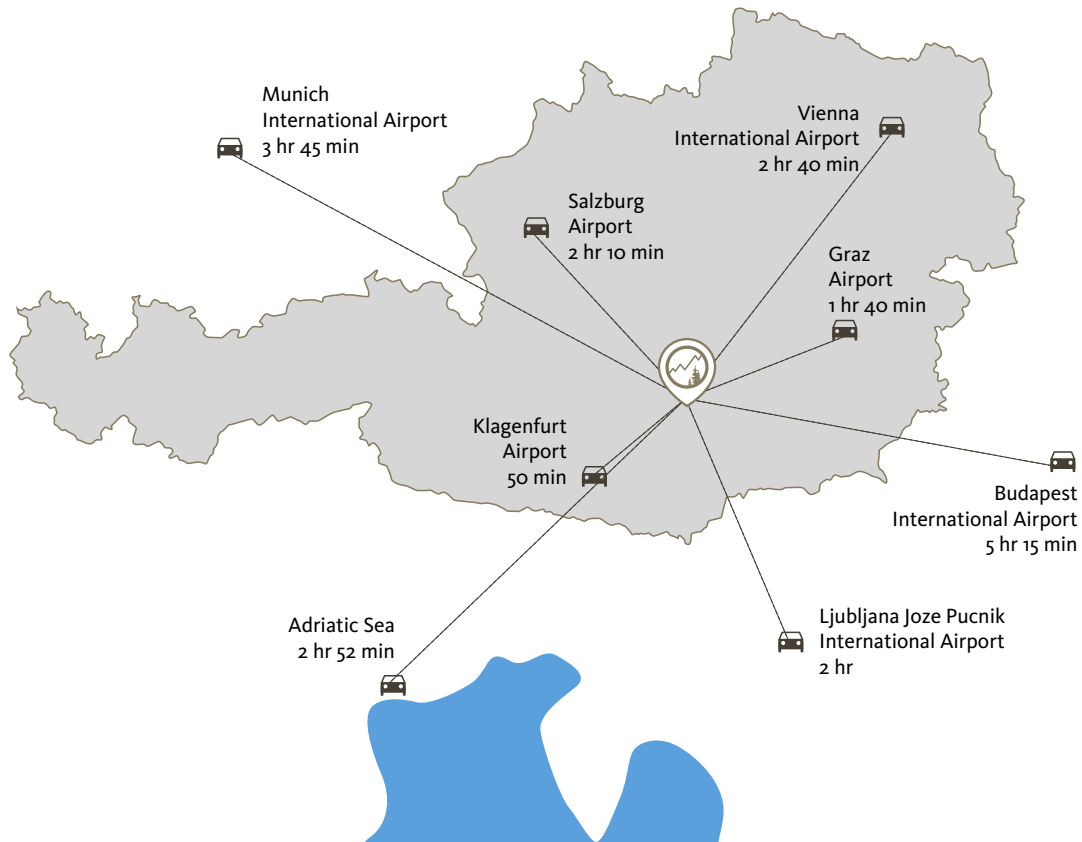 Munich
International Airport
3 hr 45 min
Vienna
International Airport
2 hr 40 min
Salzburg
Airport
2 hr 10 min
Graz
Airport
1 hr 40 min
Klagenfurt
Airport
50 min
Budapest
International Airport
5 hr 15 min
Adriatic Sea
2 hr 52 min
Ljubljana Joze Pucnik
International Airport
2 hr